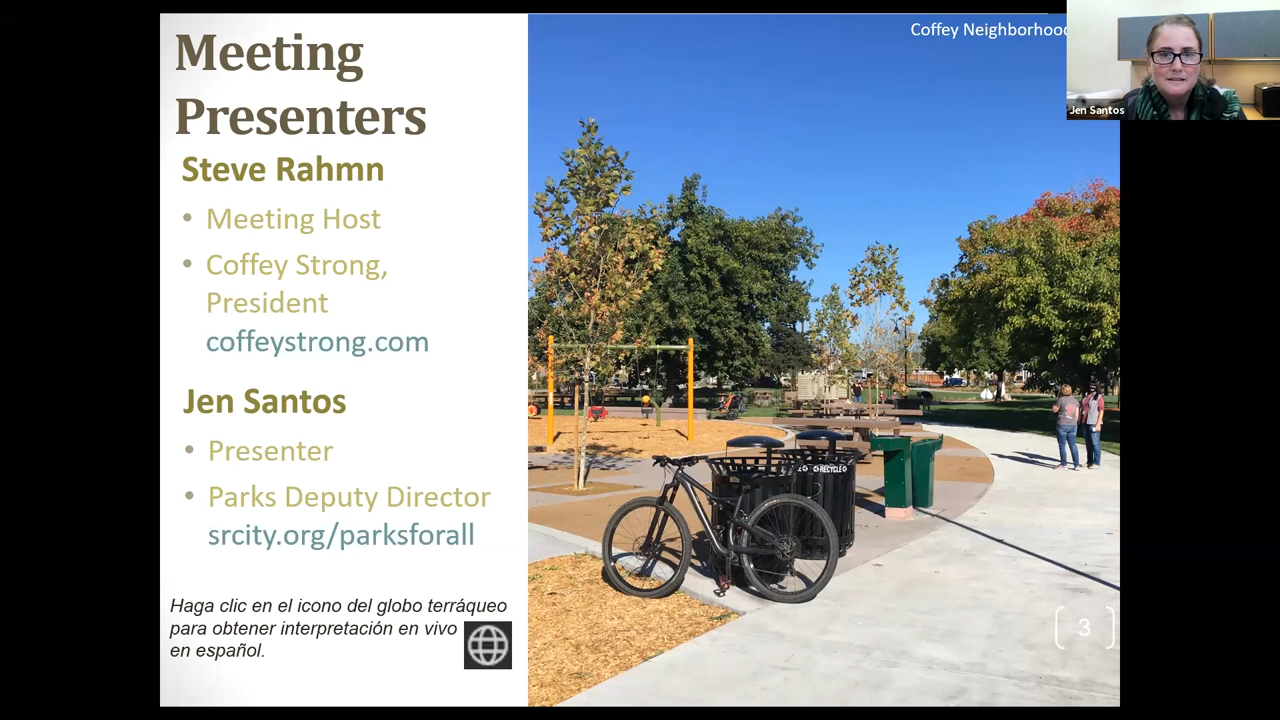 Meeting
Presenters
Steve Rahmn
• Meeting Host
• Coffey Strong,
President
coffeystrong.com
Jen Santos
• Presenter
• Parks Deputy Director
srcity.org/parksforall
Haga clic en el icono del globo terráqueo
para obtener interpretación en vivo
en español.
Coffey Neighborhood
RECYCLE
3
Jen Santos